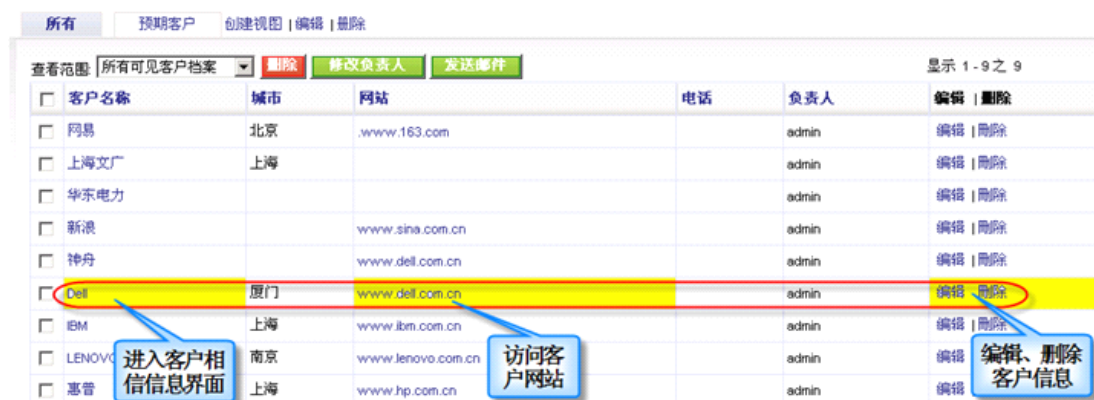 所有 预期客户 创建视图 | 编辑 | 删除
查看范围: 所有可见客户档案 删除 修改负责人 发送邮件 显示 1 - 9之 9
客户名称 城市 网站 电话 负责人 编辑 | 删除
网易 北京 .www.163.com admin 编辑 | 删除
上海文广 上海 admin 编辑 | 删除
华东电力 admin 编辑 | 删除
新浪 www.sina.com.cn admin 编辑 | 删除
神舟 www.dell.com.cn admin 编辑 | 删除
Dell 厦门 www.dell.com.cn admin 编辑 删除
IBM 上海 www.ibm.com.cn admin 编辑 | 删除
LENOVO 南京 www.lenovo.com.cn admin 编辑
惠普 上海 www.hp.com.cn admin 编辑
进入客户相
信信息界面
访问客
户网站
编辑、删除
客户信息